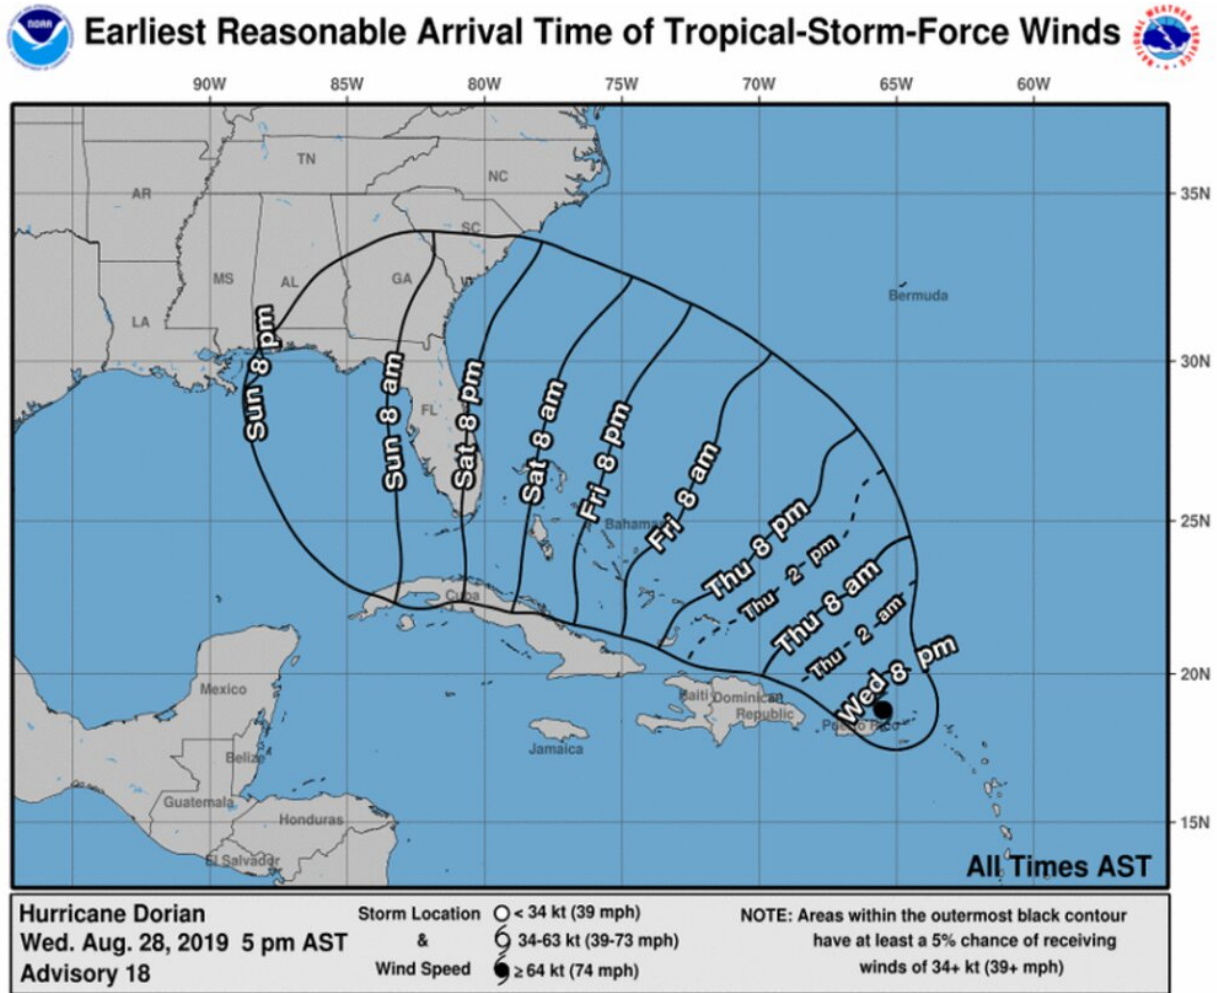 NOAA
Earliest Reasonable Arrival Time of Tropical-Storm-Force Winds
NATIONAL WEATHER SERVICE
90W 85W 80W 75W 70W 65W 60W
TN
NC
AR
35N
SC
MS
AL
GA
Bermuda
LA
30N
FL
Sun 8 pm
Sun 8 am
Sat 8 pm
Sat 8 am
Fri 8 pm
Fri 8 am
Thu 8 pm
Thu 2 pm
Thu 8 am
Thu 2 am
Wed 8 pm
25N
Bahamas
Cuba
20N
Mexico
Haiti
Dominican
Republic
Puerto Rico
Jamaica
Belize
Guatemala
Honduras
El Salvador
15N
All Times AST
Hurricane Dorian
Wed. Aug. 28, 2019 5 pm AST
Advisory 18
Storm Location
&
Wind Speed
< 34 kt (39 mph)
34-63 kt (39-73 mph)
≥ 64 kt (74 mph)
NOTE: Areas within the outermost black contour
have at least a 5% chance of receiving
winds of 34+ kt (39+ mph)